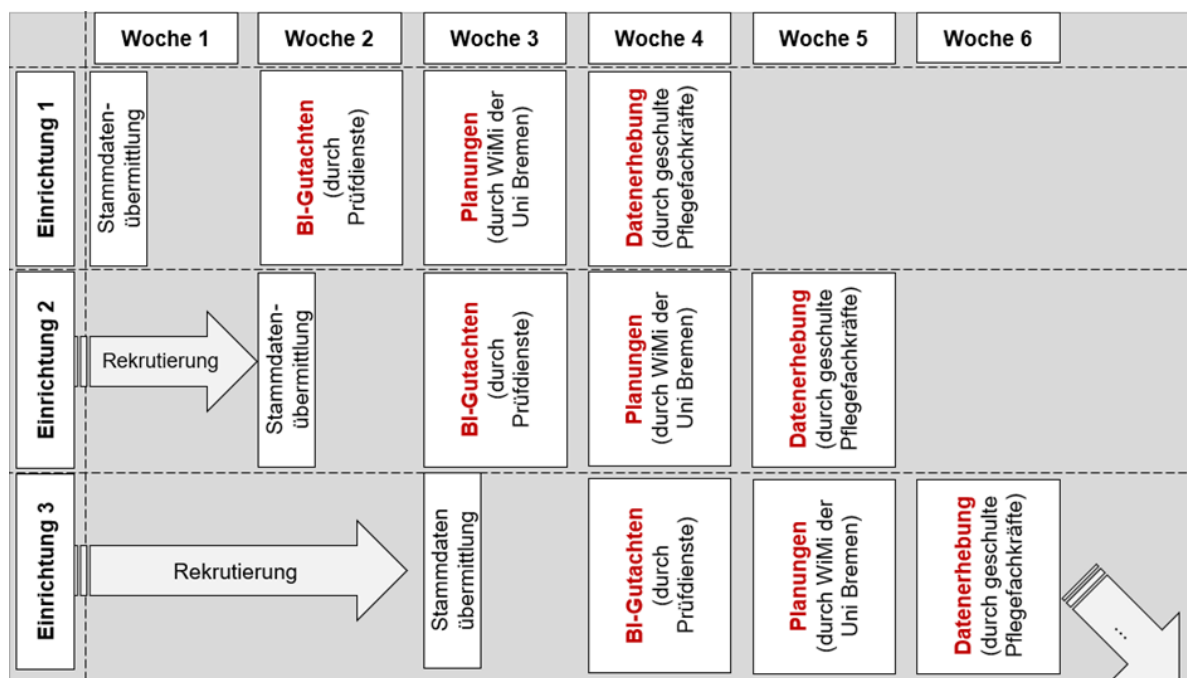 Woche 1
Woche 2
Woche 3
Woche 4
Woche 5
Woche 6
Einrichtung 1
Stammdaten-
übermittlung
BI-Gutachten
(durch
Prüfdienste)
Planungen
(durch WiMi der
Uni Bremen)
Datenerhebung
(durch geschulte
Pflegefachkräfte)
Einrichtung 2
Rekrutierung
Stammdaten-
übermittlung
BI-Gutachten
(durch
Prüfdienste)
Planungen
(durch WiMi der
Uni Bremen)
Datenerhebung
(durch geschulte
Pflegefachkräfte)
Einrichtung 3
Rekrutierung
Stammdaten
übermittlung
BI-Gutachten
(durch
Prüfdienste)
Planungen
(durch WiMi der
Uni Bremen)
Datenerhebung
(durch geschulte
Pflegefachkräfte)
...